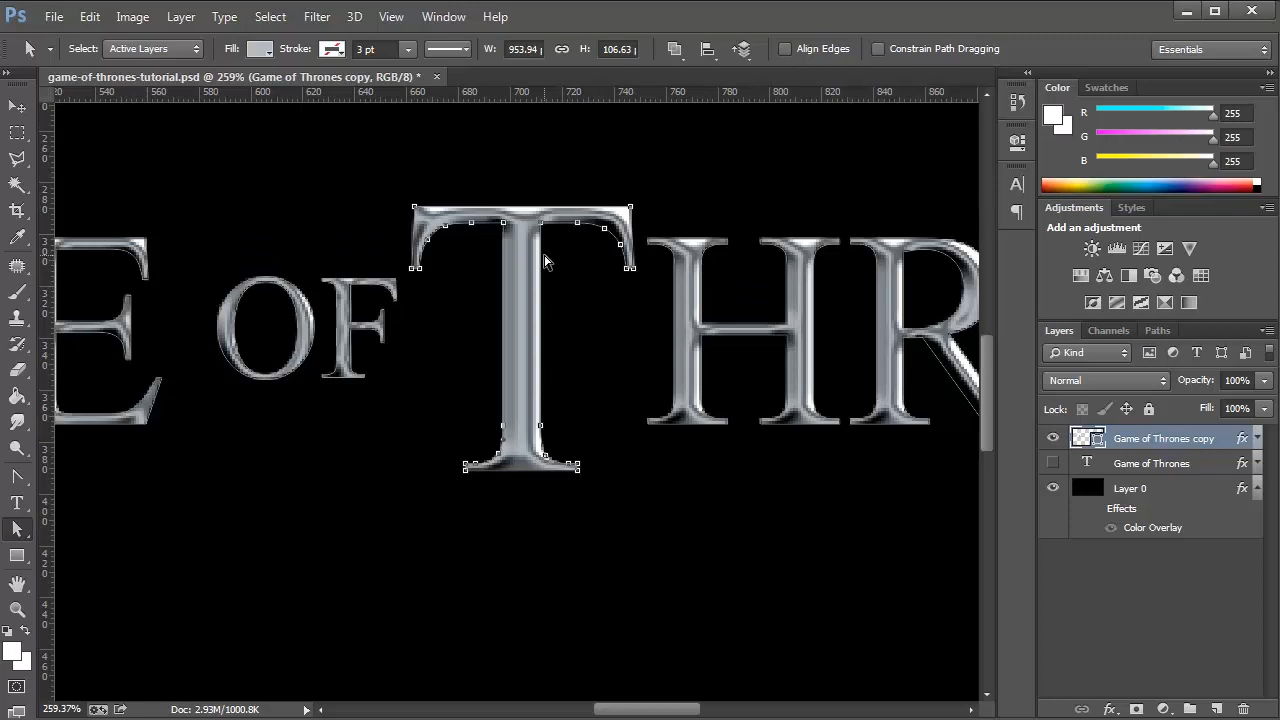 Ps File Edit Image Layer Type Select Filter 3D View Window Help
Select: Active Layers Fill: Stroke: 3 pt W: 953.94 H: 106.63 Align Edges Constrain Path Dragging Essentials
game-of-thrones-tutorial.psd @ 259% (Game of Thrones copy, RGB/8) *
540 560 580 600 620 640 660 680 700 720 740 760 780 800 820 840 860
Color Swatches
R 255
G 255
B 255
Adjustments Styles
Add an adjustment
E OF THR
Layers Channels Paths
Kind
Normal Opacity: 100%
Lock: Fill: 100%
Game of Thrones copy fx
T Game of Thrones fx
Layer 0 fx
Effects
Color Overlay
259.37% Doc: 2.93M/1000.8K